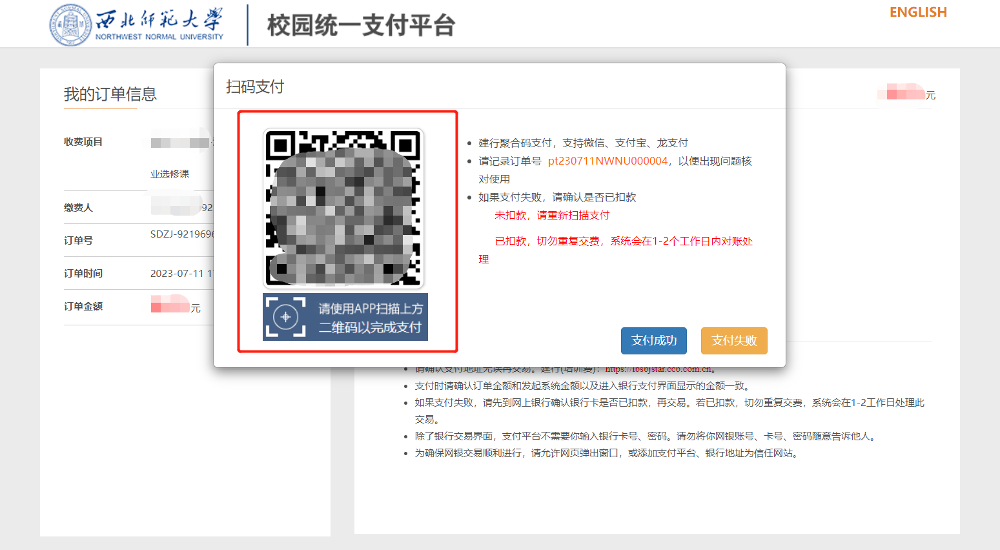 西北师范大学
NORTHWEST NORMAL UNIVERSITY
校园统一支付平台
ENGLISH
我的订单信息
元
收费项目
业选修课
缴费人
92
订单号
SDZJ-9219696
订单时间
2023-07-11 1
订单金额
元
扫码支付
请使用APP扫描上方
二维码以完成支付
建行聚合码支付，支持微信、支付宝、龙支付
请记录订单号 pt230711NWNU000004，以便出现问题核
对使用
如果支付失败，请确认是否已扣款
未扣款，请重新扫描支付
已扣款，切勿重复交费，系统会在1-2个工作日内对账处
理
支付成功
支付失败
请确认支付地址无误再交易。建行(培训费)：https://ibsbjstar.ccb.com.cn。
支付时请确认订单金额和发起系统金额以及进入银行支付界面显示的金额一致。
如果支付失败，请先到网上银行确认银行卡是否已扣款，再交易。若已扣款，切勿重复交费，系统会在1-2工作日处理此
交易。
除了银行交易界面，支付平台不需要你输入银行卡号、密码。请勿将你网银账号、卡号、密码随意告诉他人。
为确保网银交易顺利进行，请允许网页弹出窗口，或添加支付平台、银行地址为信任网站。